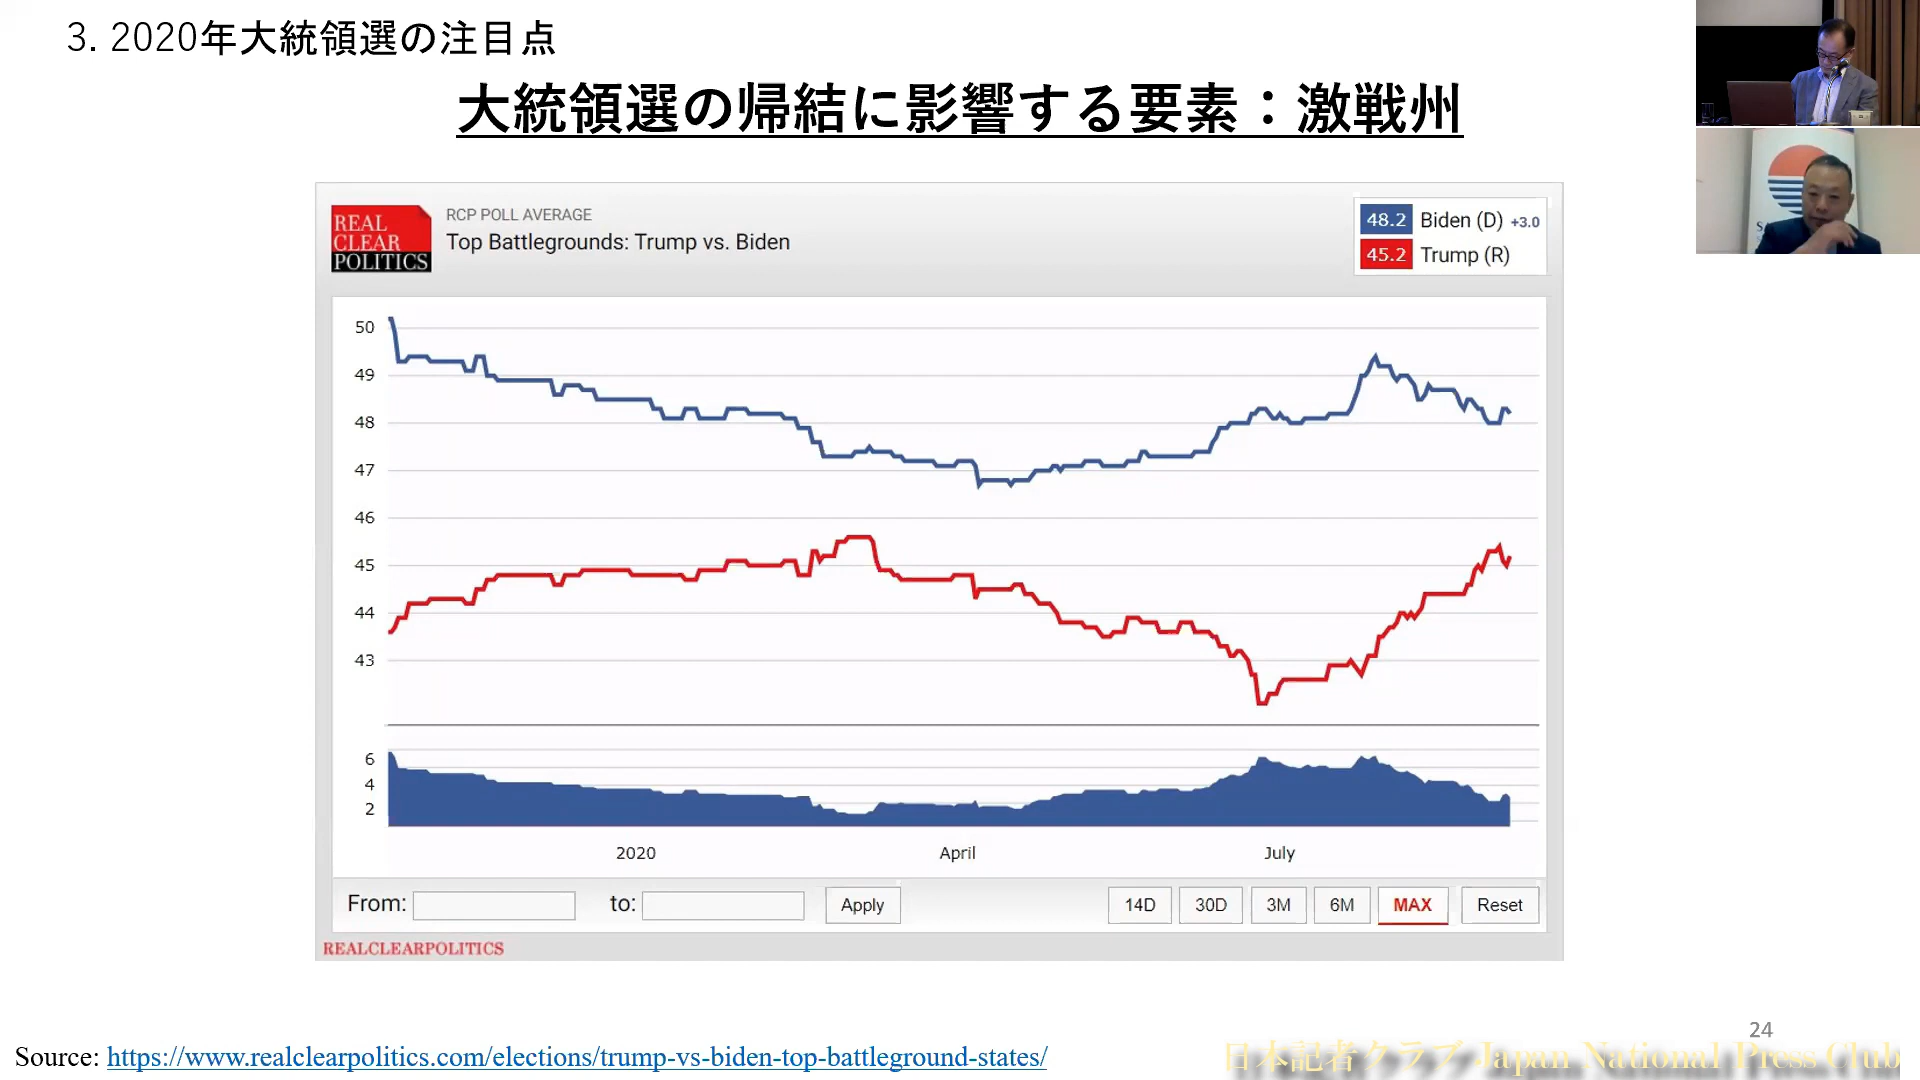 3. 2020年大統領選の注目点
大統領選の帰結に影響する要素：激戦州
REAL
CLEAR
POLITICS
RCP POLL AVERAGE
Top Battlegrounds: Trump vs. Biden
48.2 Biden (D) +3.0
45.2 Trump (R)
50
49
48
47
46
45
44
43
6
4
2
2020 April July
From: to: Apply 14D 30D 3M 6M MAX Reset
REALCLEARPOLITICS
24
Source: https://www.realclearpolitics.com/elections/trump-vs-biden-top-battleground-states/
日本記者クラブ Japan National Press Club